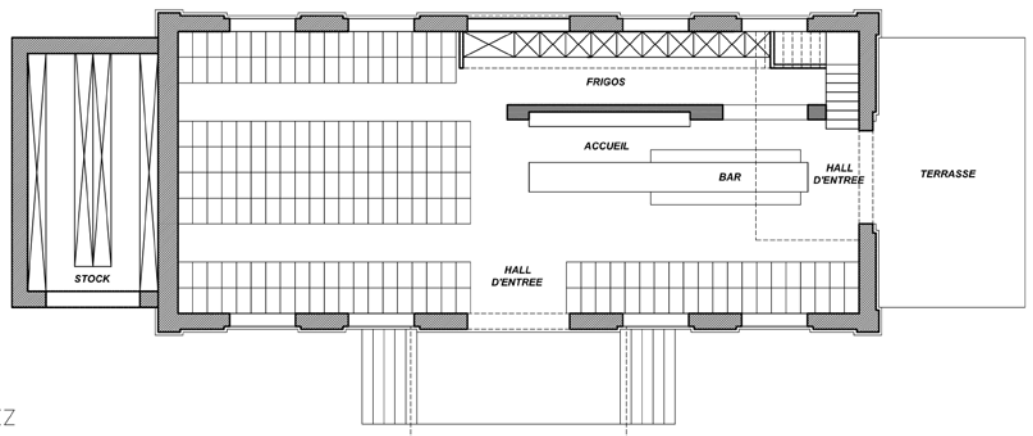 FRIGOS
ACCUEIL
BAR
HALL
D'ENTREE
TERRASSE
STOCK
HALL
D'ENTREE